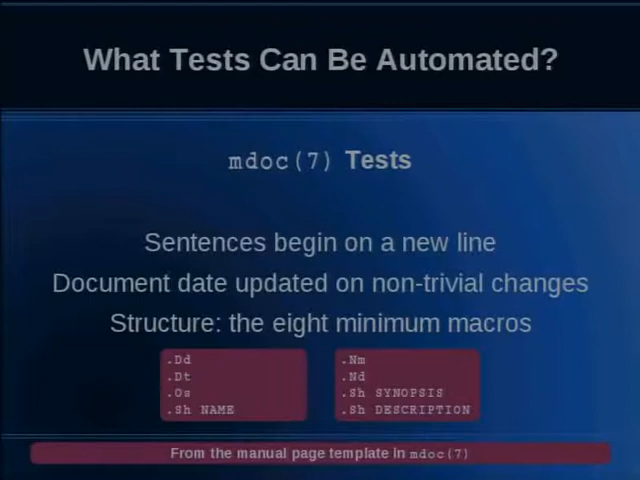 What Tests Can Be Automated?
mdoc(7) Tests
Sentences begin on a new line
Document date updated on non-trivial changes
Structure: the eight minimum macros
.Dd
.Dt
.Os
.Sh NAME
.Nm
.Nd
.Sh SYNOPSIS
.Sh DESCRIPTION
From the manual page template in mdoc(7)